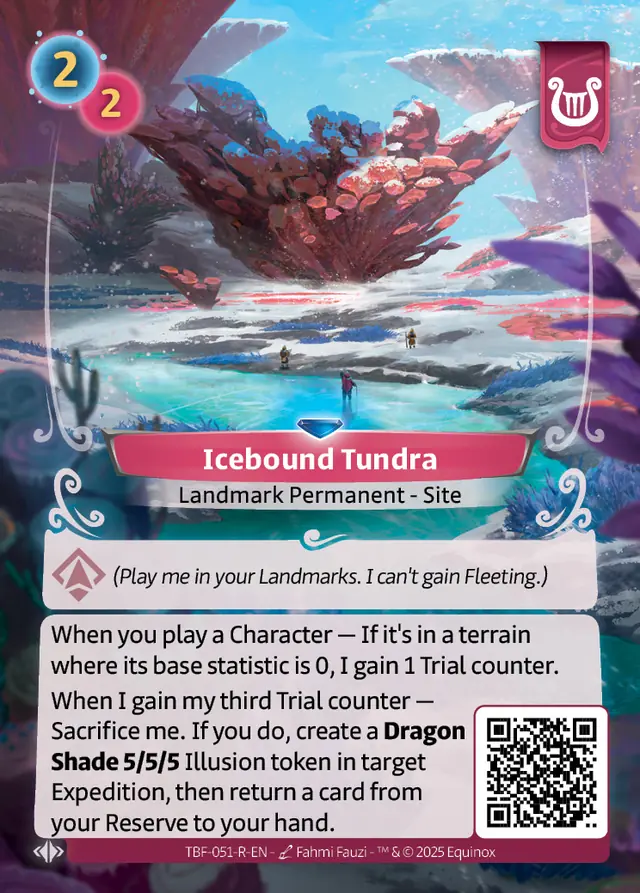 2
2
Icebound Tundra
Landmark Permanent - Site
(Play me in your Landmarks. I can't gain Fleeting.)
When you play a Character — If it's in a terrain
where its base statistic is 0, I gain 1 Trial counter.
When I gain my third Trial counter —
Sacrifice me. If you do, create a Dragon
Shade 5/5/5 Illusion token in target
Expedition, then return a card from
your Reserve to your hand.
TBF-051-R-EN - Fahmi Fauzi - ™ & © 2025 Equinox